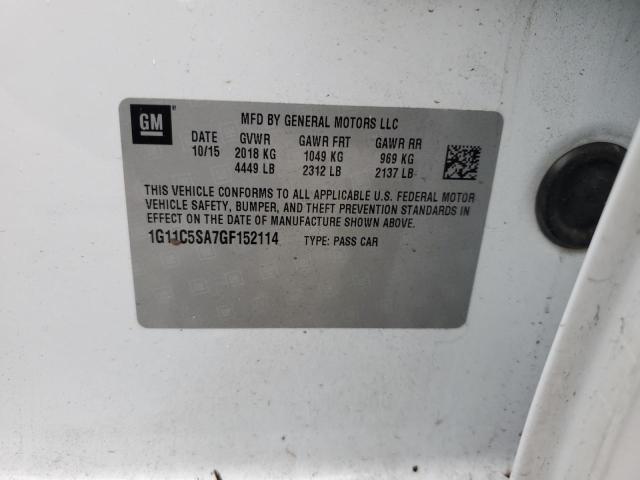 GM
MFD BY GENERAL MOTORS LLC
DATE GVWR GAWR FRT GAWR RR
10/15 2018 KG 1049 KG 969 KG
4449 LB 2312 LB 2137 LB
THIS VEHICLE CONFORMS TO ALL APPLICABLE U.S. FEDERAL MOTOR
VEHICLE SAFETY, BUMPER, AND THEFT PREVENTION STANDARDS IN
EFFECT ON THE DATE OF MANUFACTURE SHOWN ABOVE.
1G11C5SA7GF152114 TYPE: PASS CAR